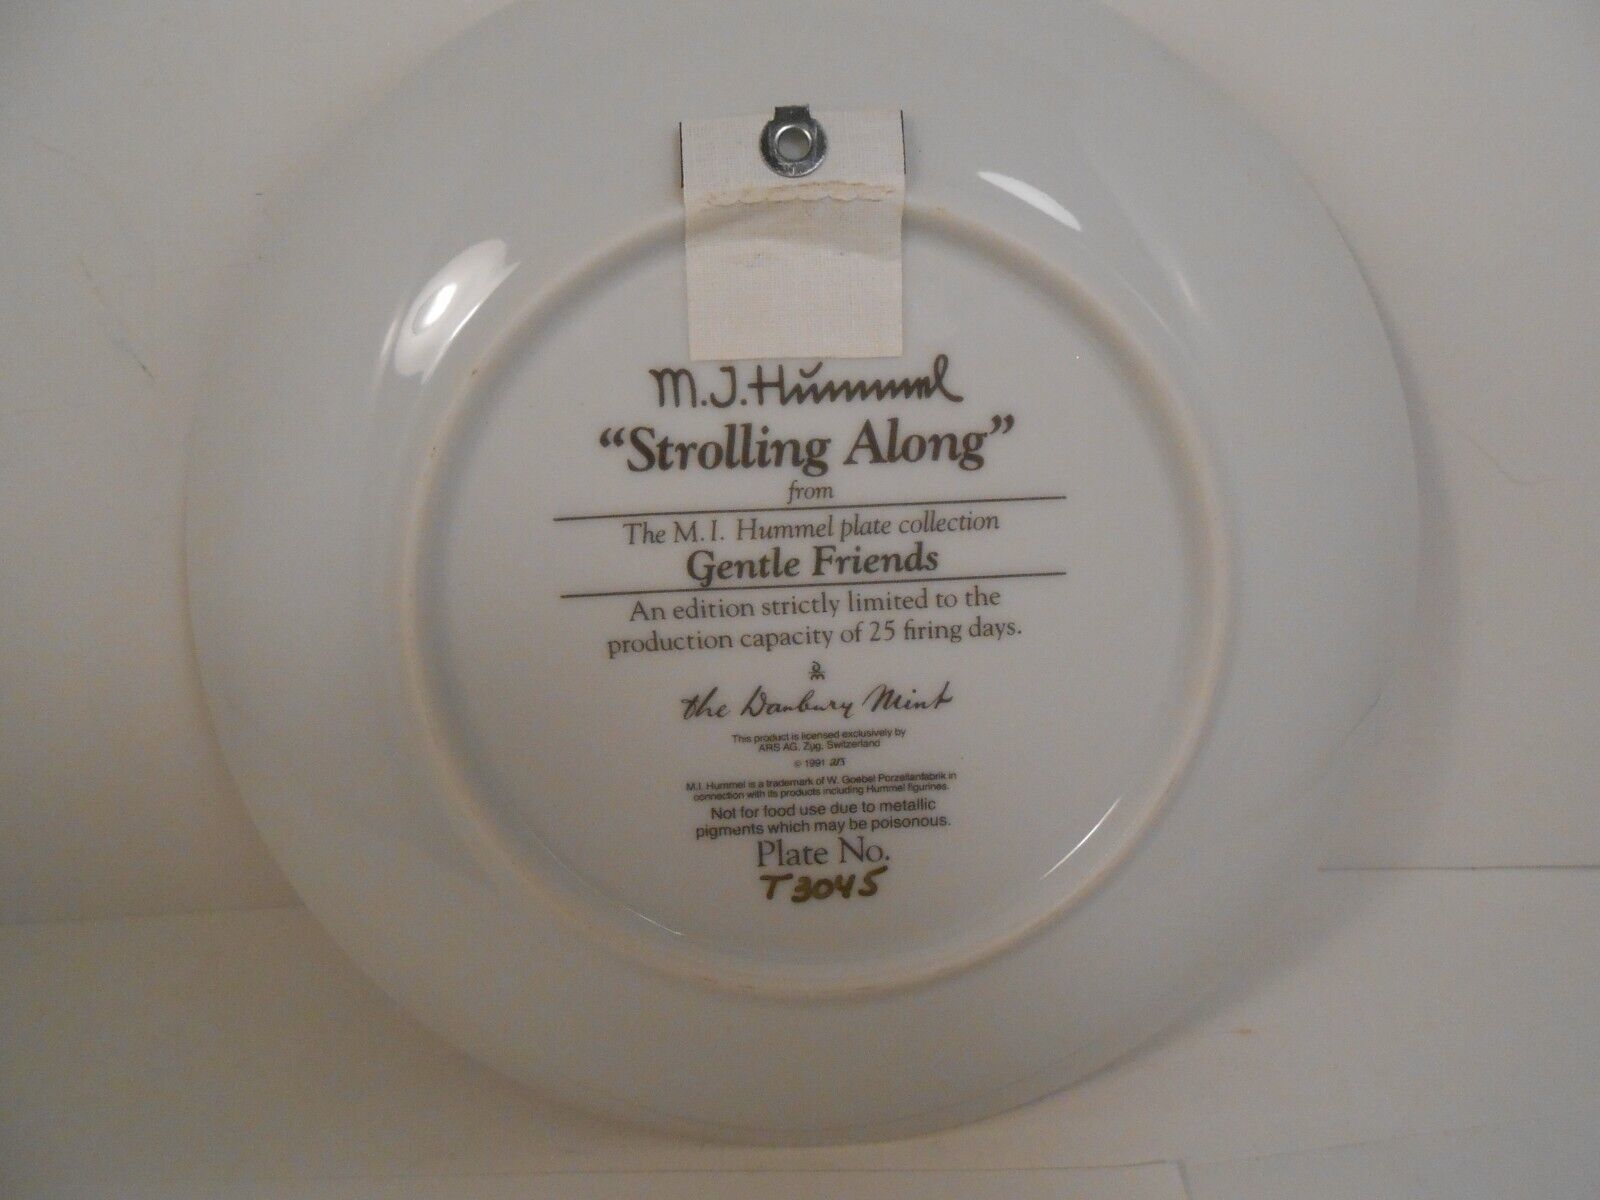 M.J. Hummel
“Strolling Along”
from
The M.I. Hummel plate collection
Gentle Friends
An edition strictly limited to the
production capacity of 25 firing days.
DM
the Danbury Mint
This product is licensed exclusively by
ARS AG, Zug, Switzerland
© 1991 ars
M.I. Hummel is a trademark of W. Goebel Porzellanfabrik in
connection with its products including Hummel figurines.
Not for food use due to metallic
pigments which may be poisonous.
Plate No.
T3045